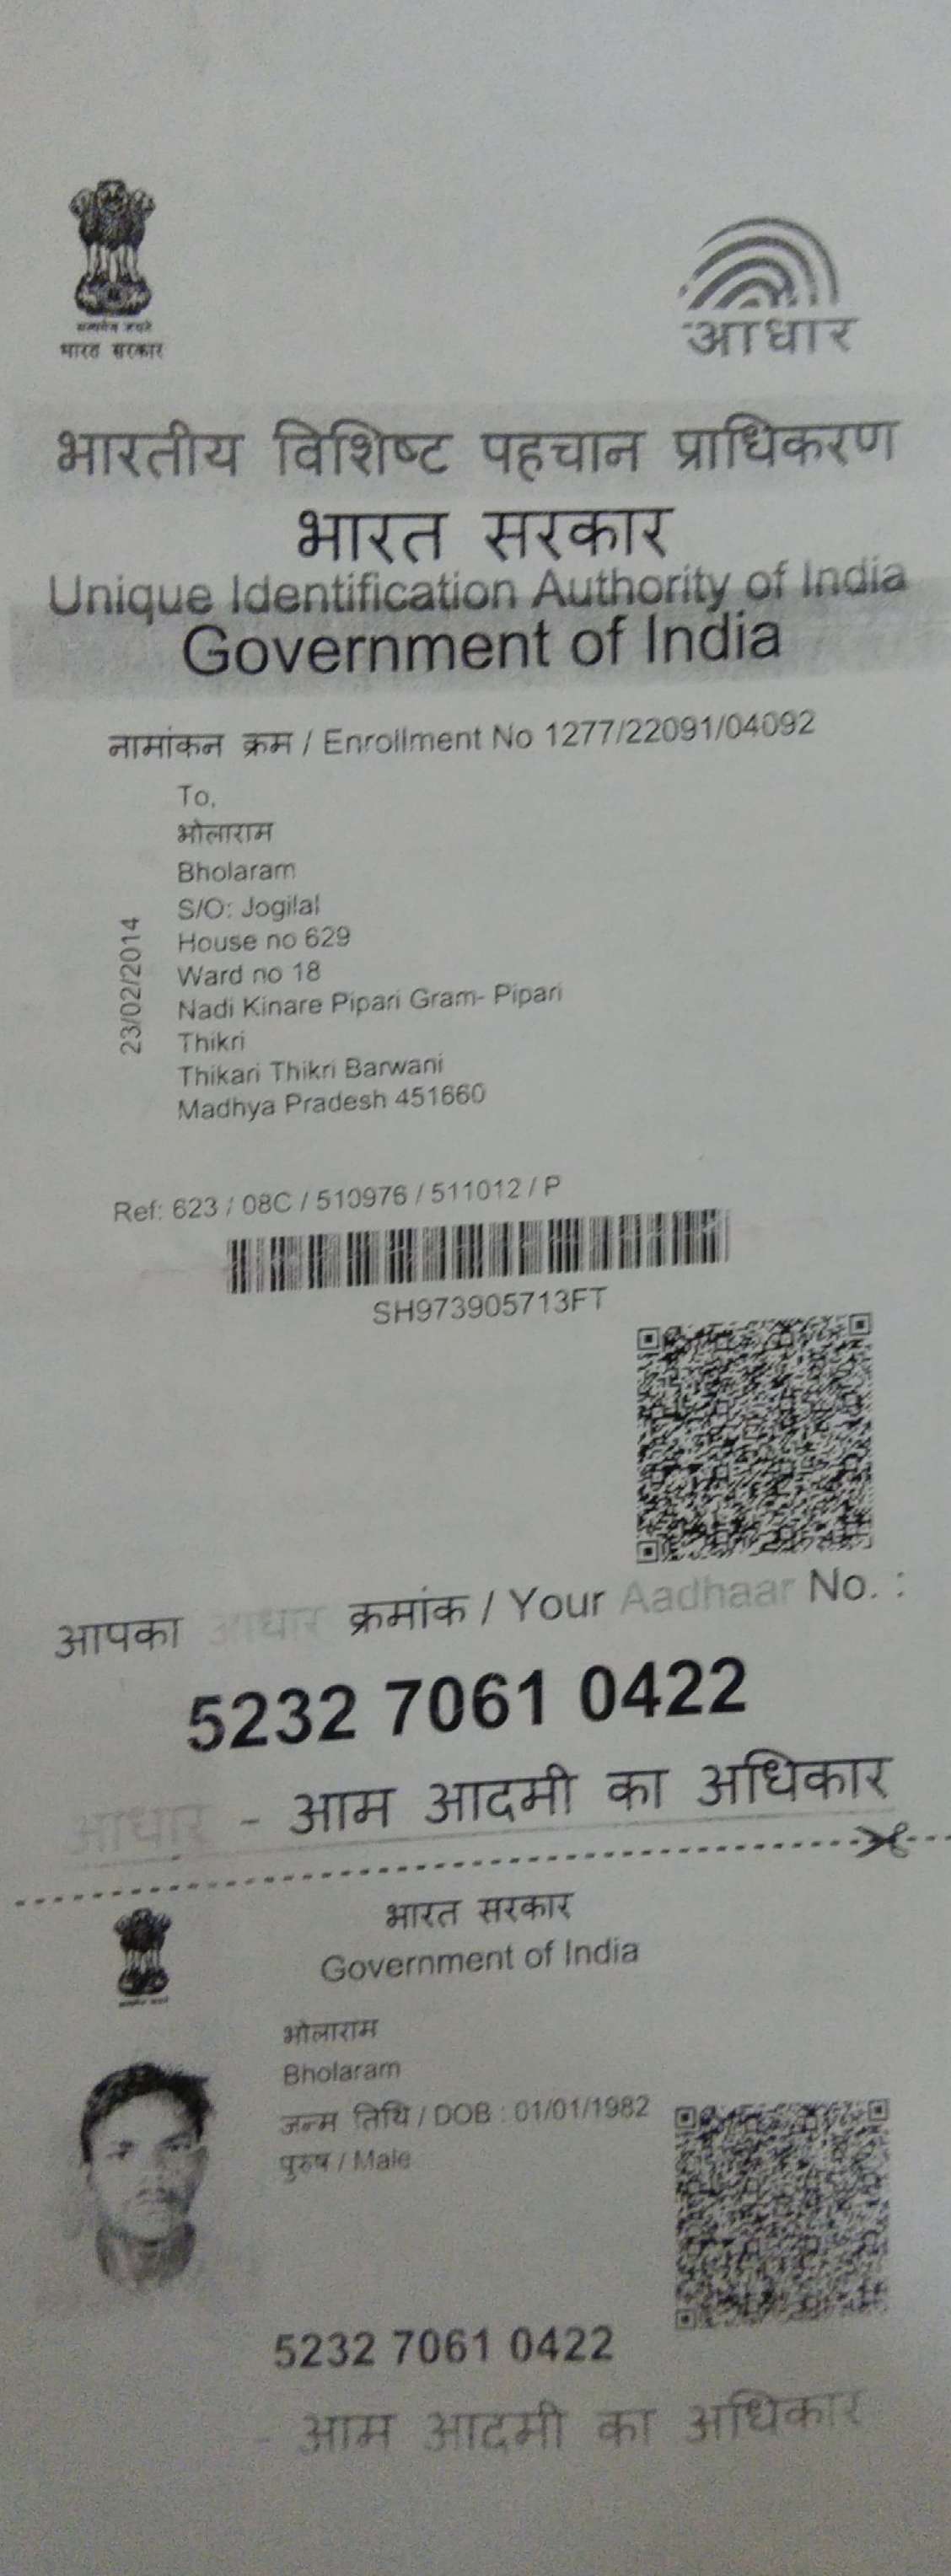 सत्यमेव जयते
भारत सरकार
आधार
भारतीय विशिष्ट पहचान प्राधिकरण
भारत सरकार
Unique Identification Authority of India
Government of India
नामांकन क्रम / Enrollment No 1277/22091/04092
To,
भोलाराम
Bholaram
S/O: Jogilal
House no 629
Ward no 18
Nadi Kinare Pipari Gram- Pipari
Thikri
Thikari Thikri Barwani
Madhya Pradesh 451660
23/02/2014
Ref: 623 / 08C / 510976 / 511012 / P
SH973905713FT
आपका आधार क्रमांक / Your Aadhaar No. :
5232 7061 0422
आधार - आम आदमी का अधिकार
भारत सरकार
Government of India
भोलाराम
Bholaram
जन्म तिथि / DOB : 01/01/1982
पुरुष / Male
5232 7061 0422
- आम आदमी का अधिकार